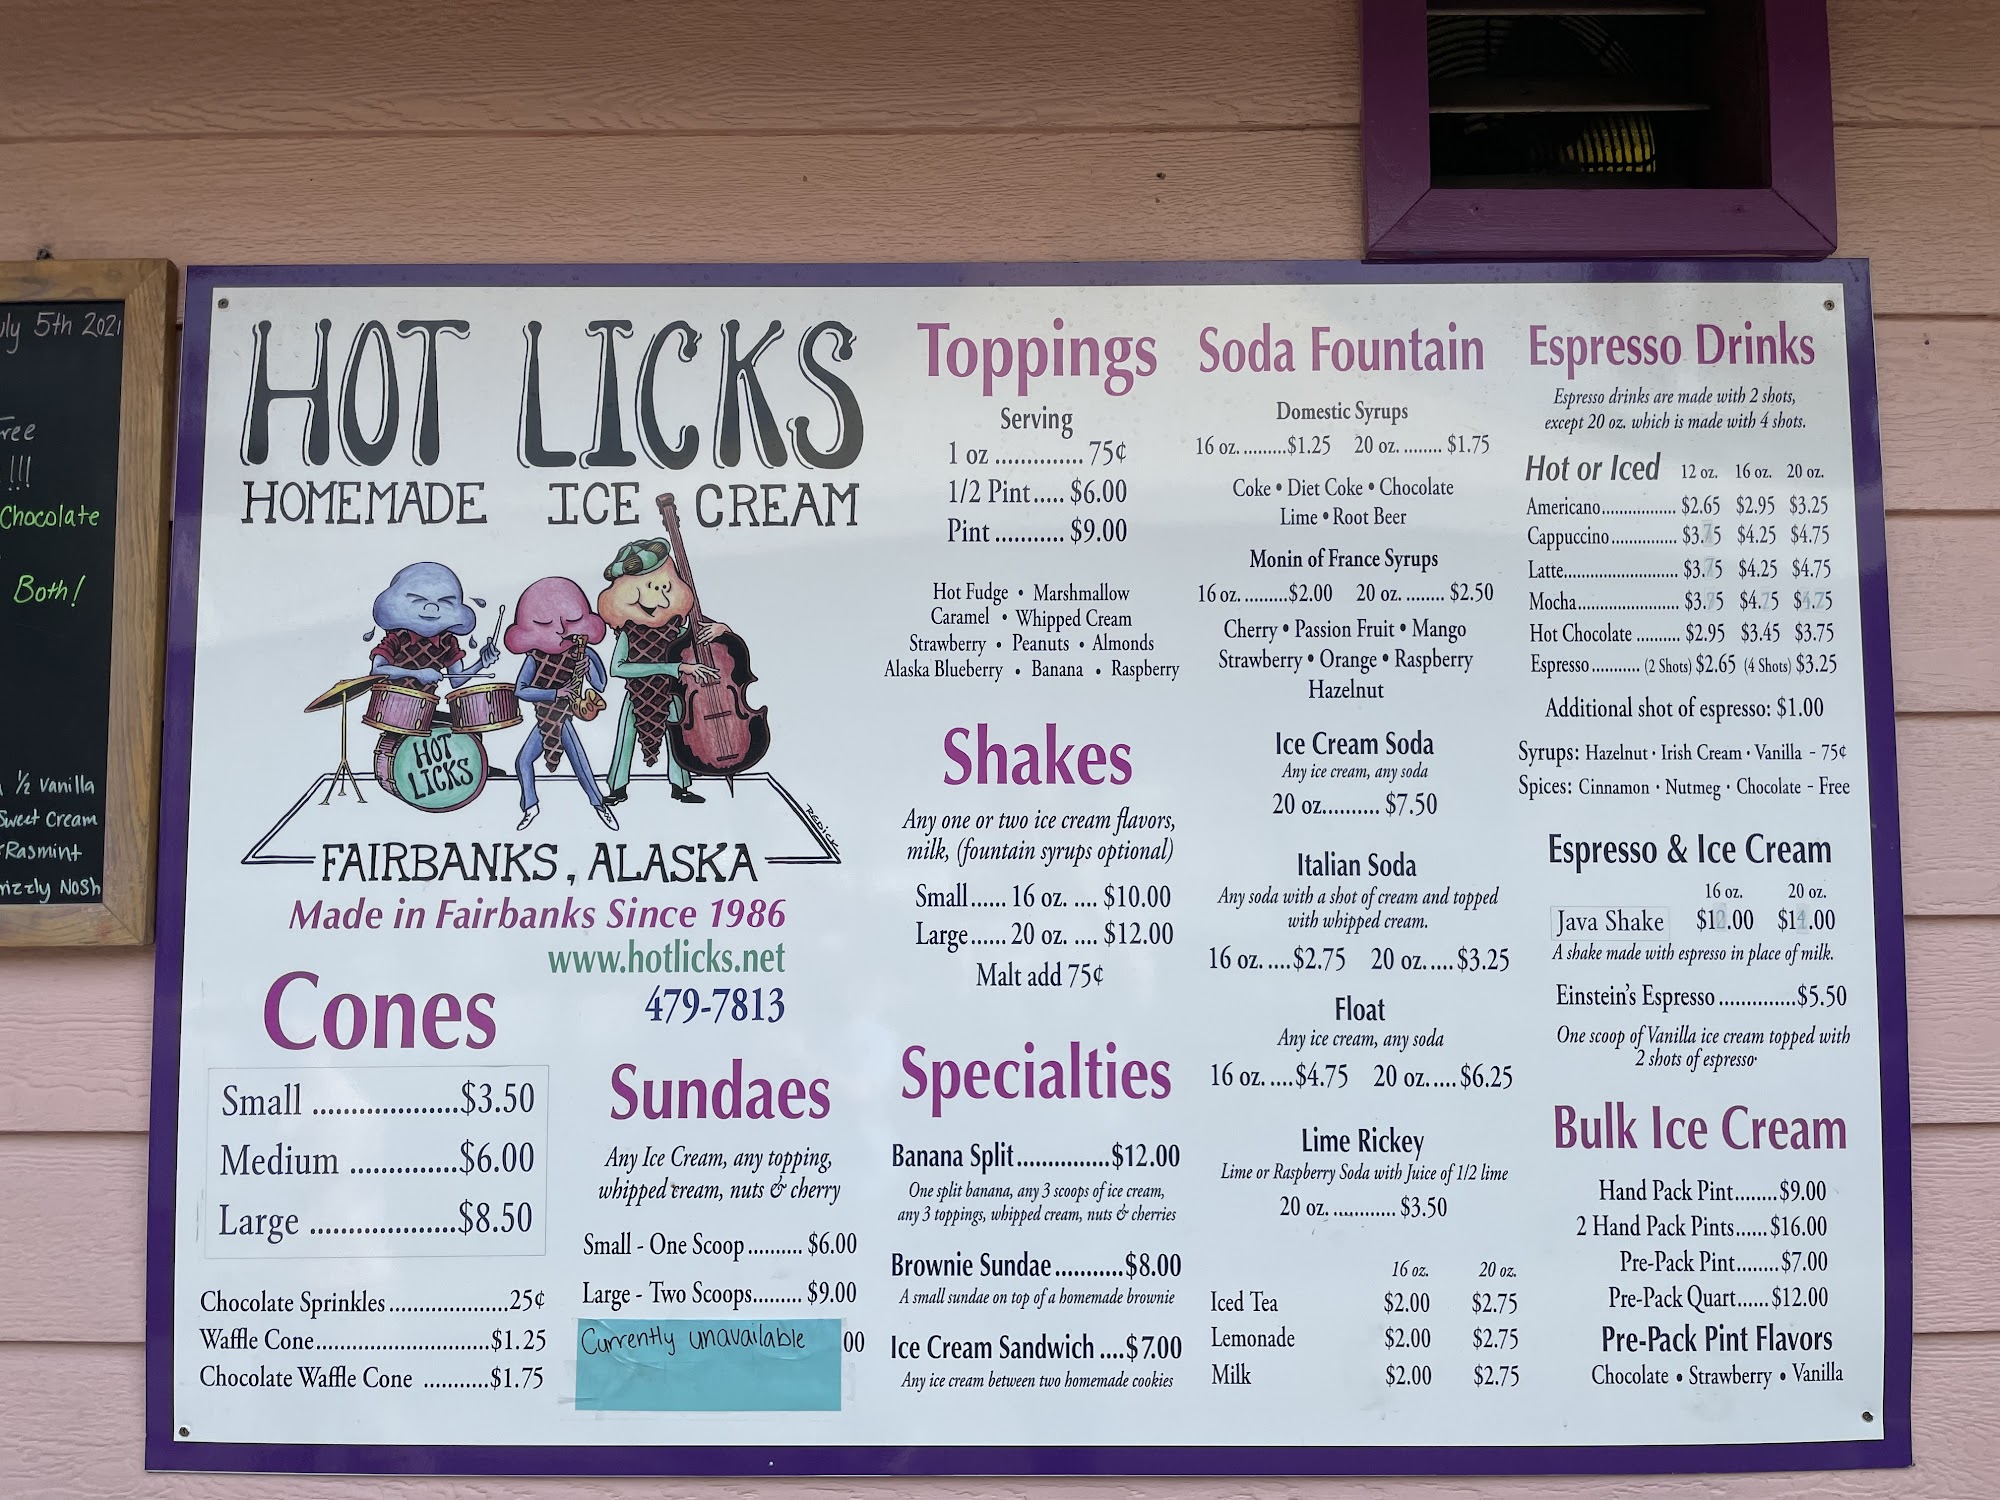 July 5th 2021
Free
!!!
Chocolate
Both!
1/2 vanilla
Sweet Cream
Rasmint
Grizzly Nosh
HOT LICKS
HOMEMADE ICE CREAM
HOT
LICKS
REDICK
FAIRBANKS, ALASKA
Made in Fairbanks Since 1986
www.hotlicks.net
479-7813
Cones
Small ....................$3.50
Medium ..............$6.00
Large ....................$8.50
Chocolate Sprinkles....................25¢
Waffle Cone..............................$1.25
Chocolate Waffle Cone ...........$1.75
Sundaes
Any Ice Cream, any topping,
whipped cream, nuts & cherry
Small - One Scoop.......... $6.00
Large - Two Scoops......... $9.00
Currently unavailable 00
Toppings
Serving
1 oz .............. 75¢
1/2 Pint..... $6.00
Pint ........... $9.00
Hot Fudge • Marshmallow
Caramel • Whipped Cream
Strawberry • Peanuts • Almonds
Alaska Blueberry • Banana • Raspberry
Shakes
Any one or two ice cream flavors,
milk, (fountain syrups optional)
Small...... 16 oz. .... $10.00
Large...... 20 oz. .... $12.00
Malt add 75¢
Specialties
Banana Split...............$12.00
One split banana, any 3 scoops of ice cream,
any 3 toppings, whipped cream, nuts & cherries
Brownie Sundae...........$8.00
A small sundae on top of a homemade brownie
Ice Cream Sandwich ....$7.00
Any ice cream between two homemade cookies
Soda Fountain
Domestic Syrups
16 oz. .........$1.25 20 oz. ........ $1.75
Coke • Diet Coke • Chocolate
Lime • Root Beer
Monin of France Syrups
16 oz. .........$2.00 20 oz. ........ $2.50
Cherry • Passion Fruit • Mango
Strawberry • Orange • Raspberry
Hazelnut
Ice Cream Soda
Any ice cream, any soda
20 oz.......... $7.50
Italian Soda
Any soda with a shot of cream and topped
with whipped cream.
16 oz. ....$2.75 20 oz. ....$3.25
Float
Any ice cream, any soda
16 oz. ....$4.75 20 oz. ....$6.25
Lime Rickey
Lime or Raspberry Soda with Juice of 1/2 lime
20 oz. ............ $3.50
16 oz. 20 oz.
Iced Tea $2.00 $2.75
Lemonade $2.00 $2.75
Milk $2.00 $2.75
Espresso Drinks
Espresso drinks are made with 2 shots,
except 20 oz. which is made with 4 shots.
Hot or Iced 12 oz. 16 oz. 20 oz.
Americano................. $2.65 $2.95 $3.25
Cappuccino............... $3.75 $4.25 $4.75
Latte.......................... $3.75 $4.25 $4.75
Mocha....................... $3.75 $4.75
Hot Chocolate .......... $2.95 $3.45 $3.75
Espresso........... (2 Shots) $2.65 (4 Shots) $3.25
Additional shot of espresso: $1.00
Syrups: Hazelnut · Irish Cream · Vanilla - 75¢
Spices: Cinnamon · Nutmeg · Chocolate - Free
Espresso & Ice Cream
16 oz. 20 oz.
Java Shake
A shake made with espresso in place of milk.
Einstein's Espresso..............$5.50
One scoop of Vanilla ice cream topped with
2 shots of espresso.
Bulk Ice Cream
Hand Pack Pint........$9.00
2 Hand Pack Pints......$16.00
Pre-Pack Pint........$7.00
Pre-Pack Quart......$12.00
Pre-Pack Pint Flavors
Chocolate • Strawberry • Vanilla